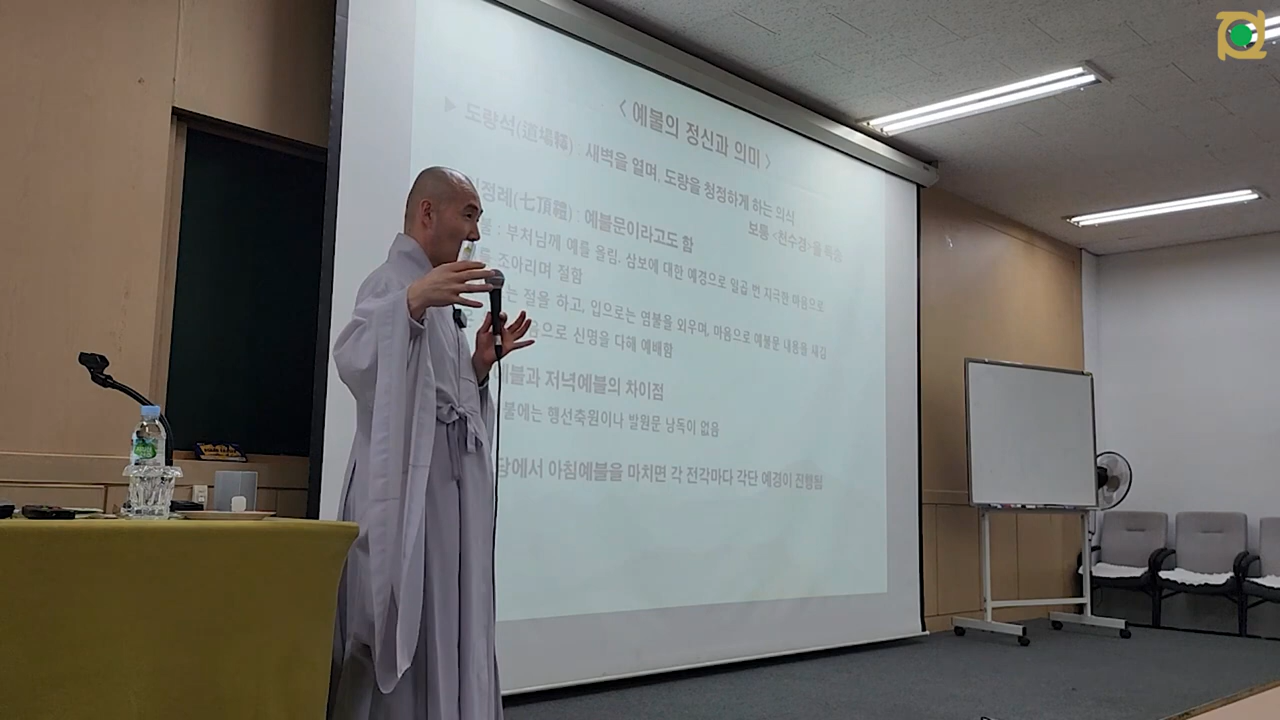 < 예불의 정신과 의미 >
▶ 도량석(道場釋) : 새벽을 열며, 도량을 청정하게 하는 의식
보통 <천수경>을 독송
정례(七頂禮) : 예불문이라고도 함
: 부처님께 예를 올림. 삼보에 대한 예경으로 일곱 번 지극한 마음으로
조아리며 절함
는 절을 하고, 입으로는 염불을 외우며, 마음으로 예불문 내용을 새김
음으로 신명을 다해 예배함
예불과 저녁예불의 차이점
불에는 행선축원이나 발원문 낭독이 없음
당에서 아침예불을 마치면 각 전각마다 각단 예경이 진행됨